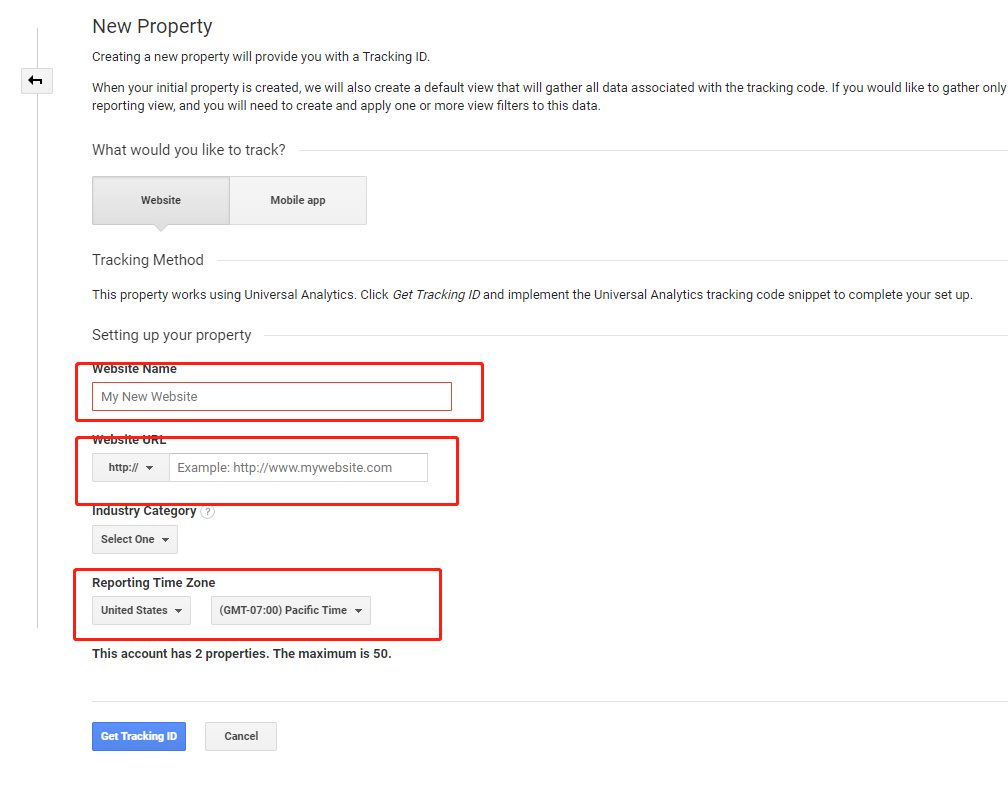 New Property
Creating a new property will provide you with a Tracking ID.
When your initial property is created, we will also create a default view that will gather all data associated with the tracking code. If you would like to gather only
reporting view, and you will need to create and apply one or more view filters to this data.
What would you like to track?
Website Mobile app
Tracking Method
This property works using Universal Analytics. Click Get Tracking ID and implement the Universal Analytics tracking code snippet to complete your set up.
Setting up your property
Website Name
My New Website
Website URL
http:// Example: http://www.mywebsite.com
Industry Category ?
Select One
Reporting Time Zone
United States (GMT-07:00) Pacific Time
This account has 2 properties. The maximum is 50.
Get Tracking ID Cancel